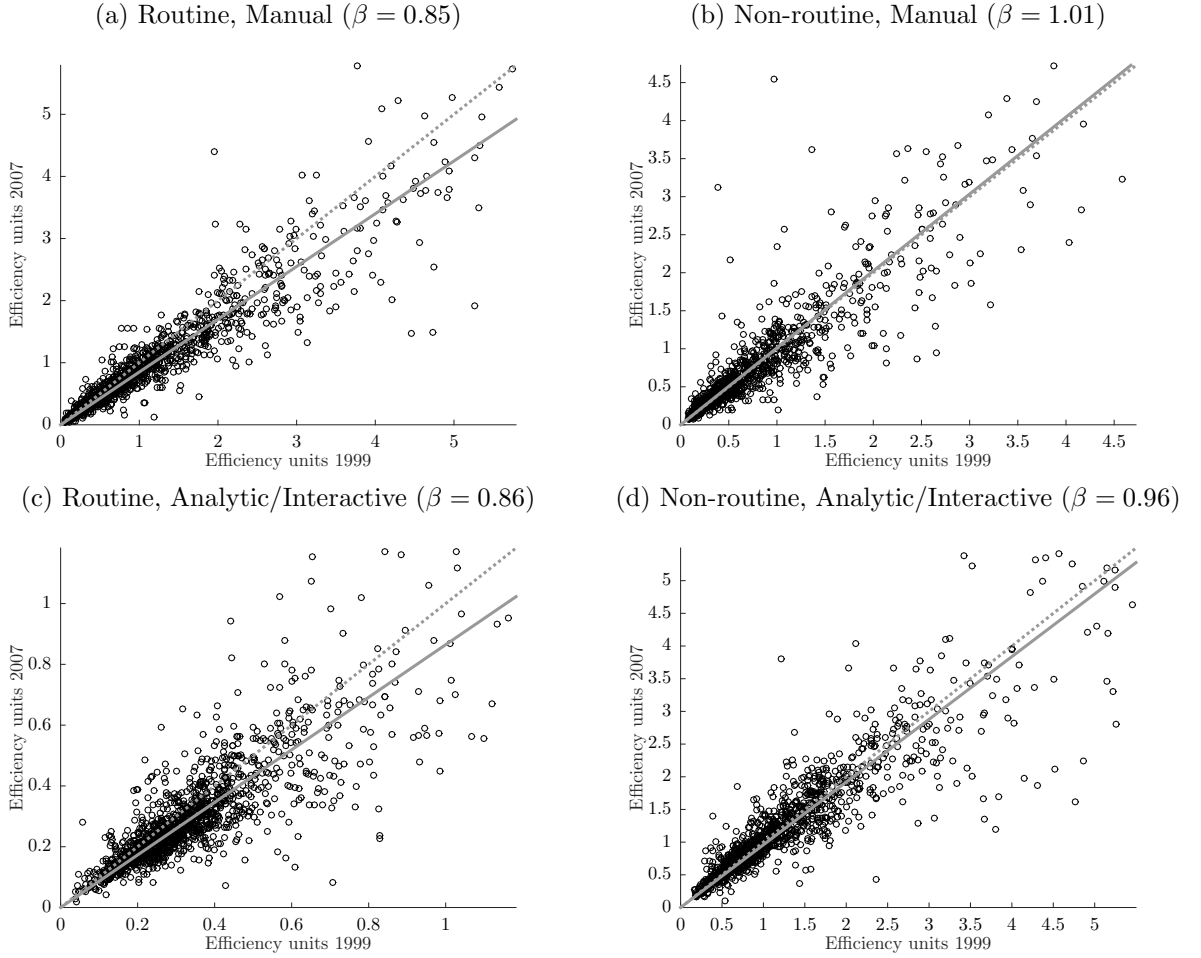 (a) Routine, Manual (β = 0.85)
5
4
3
2
1
0
Efficiency units 2007
0 1 2 3 4 5
Efficiency units 1999
(b) Non-routine, Manual (β = 1.01)
4.5
4
3.5
3
2.5
2
1.5
1
0.5
0
Efficiency units 2007
0 0.5 1 1.5 2 2.5 3 3.5 4 4.5
Efficiency units 1999
(c) Routine, Analytic/Interactive (β = 0.86)
1
0.8
0.6
0.4
0.2
0
Efficiency units 2007
0 0.2 0.4 0.6 0.8 1
Efficiency units 1999
(d) Non-routine, Analytic/Interactive (β = 0.96)
5
4.5
4
3.5
3
2.5
2
1.5
1
0.5
0
Efficiency units 2007
0 0.5 1 1.5 2 2.5 3 3.5 4 4.5 5
Efficiency units 1999